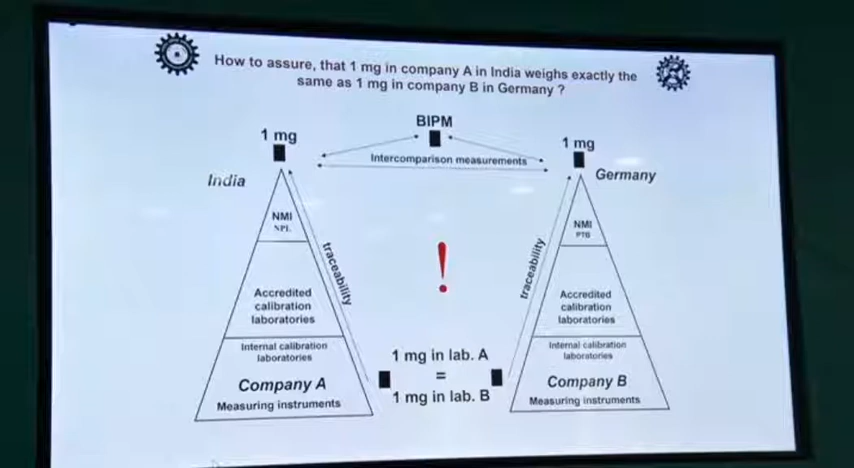 How to assure, that 1 mg in company A in India weighs exactly the
same as 1 mg in company B in Germany ?
BIPM
1 mg
1 mg
Intercomparison measurements
India
Germany
NMI
NPL
NMI
PTB
traceability
traceability
!
Accredited
calibration
laboratories
Accredited
calibration
laboratories
Internal calibration
laboratories
Internal calibration
laboratories
1 mg in lab. A
=
1 mg in lab. B
Company A
Measuring instruments
Company B
Measuring instruments